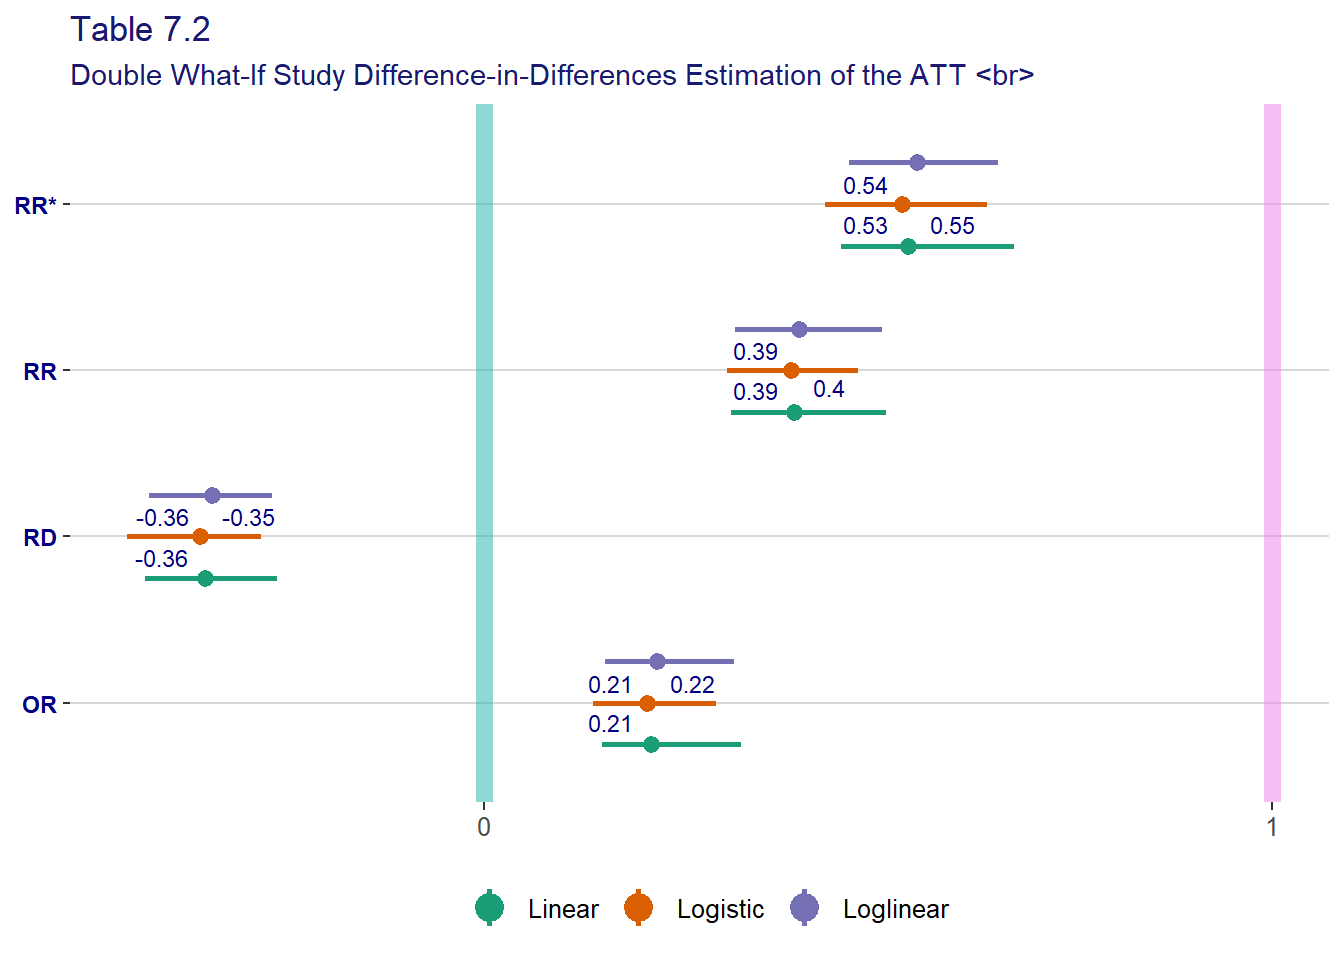 Table 7.2
Double What-If Study Difference-in-Differences Estimation of the ATT <br>
RR*
0.54
0.53 0.55
RR
0.39
0.39 0.4
RD
-0.36 -0.35
-0.36
OR
0.21 0.22
0.21
0 1
Linear Logistic Loglinear